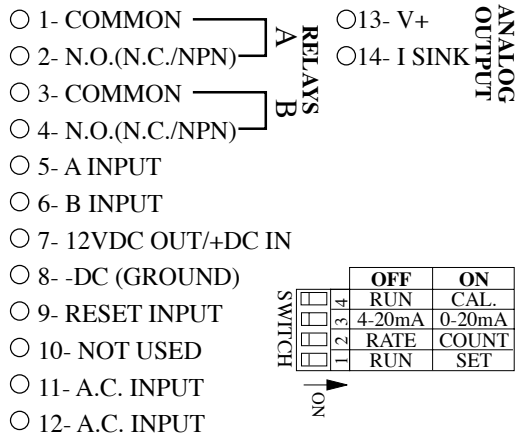 1- COMMON
2- N.O.(N.C./NPN)
A
3- COMMON
4- N.O.(N.C./NPN)
B
RELAYS
5- A INPUT
6- B INPUT
7- 12VDC OUT/+DC IN
8- -DC (GROUND)
9- RESET INPUT
10- NOT USED
11- A.C. INPUT
12- A.C. INPUT
13- V+
14- I SINK
ANALOG
OUTPUT
OFF ON
4 RUN CAL.
3 4-20mA 0-20mA
2 RATE COUNT
1 RUN SET
SWITCH
ON